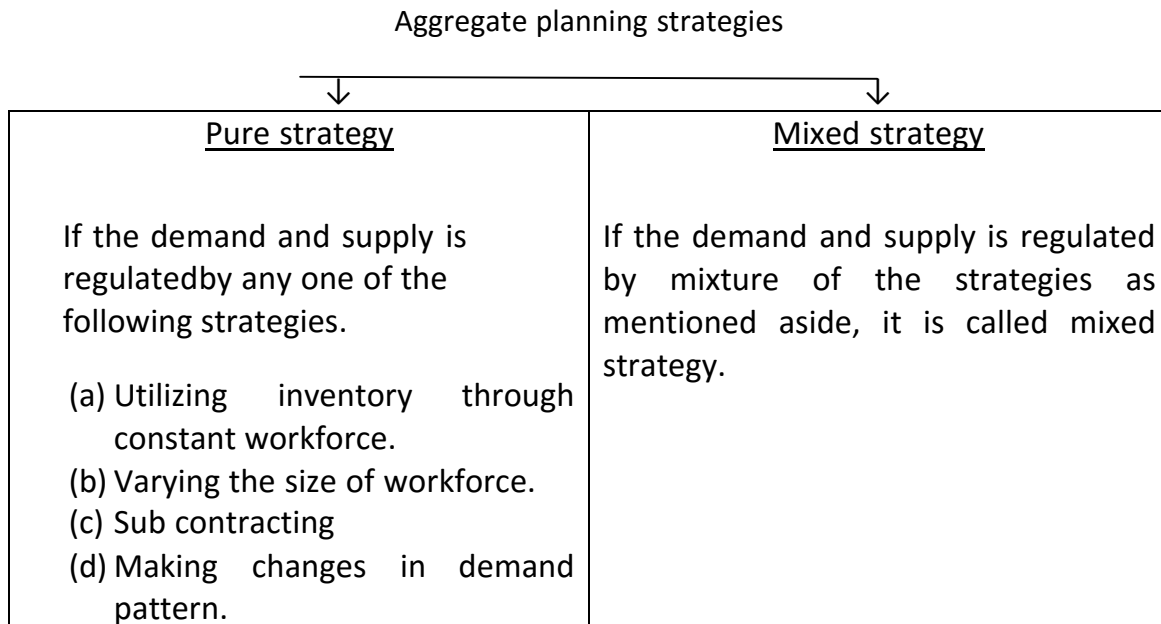 Aggregate planning strategies
Pure strategy
If the demand and supply is
regulatedby any one of the
following strategies.
(a) Utilizing inventory through
constant workforce.
(b) Varying the size of workforce.
(c) Sub contracting
(d) Making changes in demand
pattern.
Mixed strategy
If the demand and supply is regulated
by mixture of the strategies as
mentioned aside, it is called mixed
strategy.